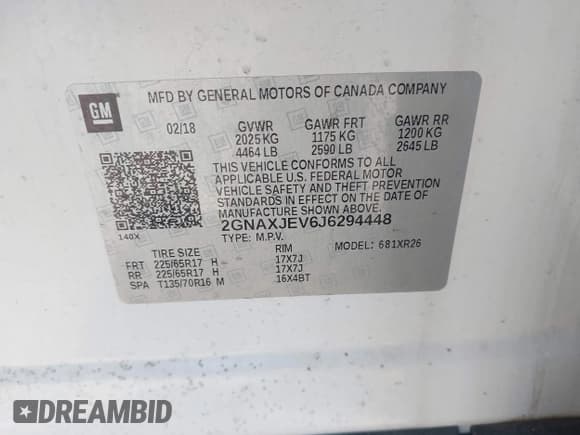 GM
MFD BY GENERAL MOTORS OF CANADA COMPANY
02/18 GVWR GAWR FRT GAWR RR
2025 KG 1175 KG 1200 KG
4464 LB 2590 LB 2645 LB
THIS VEHICLE CONFORMS TO ALL
APPLICABLE U.S. FEDERAL MOTOR
VEHICLE SAFETY AND THEFT PREVENTION
STANDARDS IN EFFECT ON THE DATE OF
MANUFACTURE SHOWN ABOVE.
140X 2GNAXJEV6J6294448
TYPE: M.P.V. MODEL: 681XR26
TIRE SIZE RIM
FRT 225/65R17 H 17X7J
RR 225/65R17 H 17X7J
SPA T135/70R16 M 16X4BT
DREAMBID